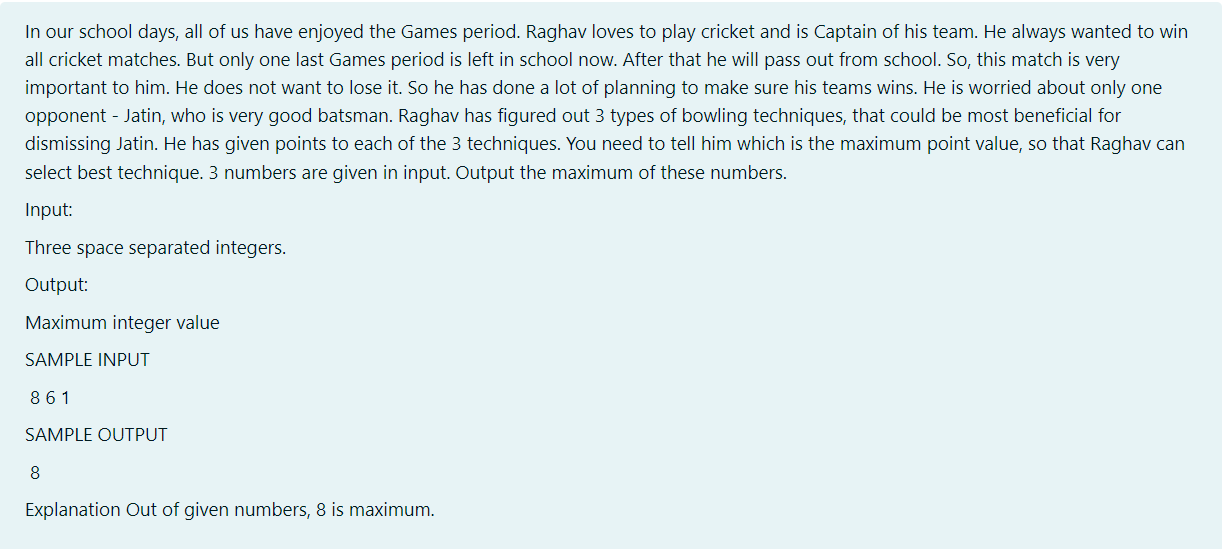 In our school days, all of us have enjoyed the Games period. Raghav loves to play cricket and is Captain of his team. He always wanted to win
all cricket matches. But only one last Games period is left in school now. After that he will pass out from school. So, this match is very
important to him. He does not want to lose it. So he has done a lot of planning to make sure his teams wins. He is worried about only one
opponent - Jatin, who is very good batsman. Raghav has figured out 3 types of bowling techniques, that could be most beneficial for
dismissing Jatin. He has given points to each of the 3 techniques. You need to tell him which is the maximum point value, so that Raghav can
select best technique. 3 numbers are given in input. Output the maximum of these numbers.
Input:
Three space separated integers.
Output:
Maximum integer value
SAMPLE INPUT
8 6 1
SAMPLE OUTPUT
8
Explanation Out of given numbers, 8 is maximum.